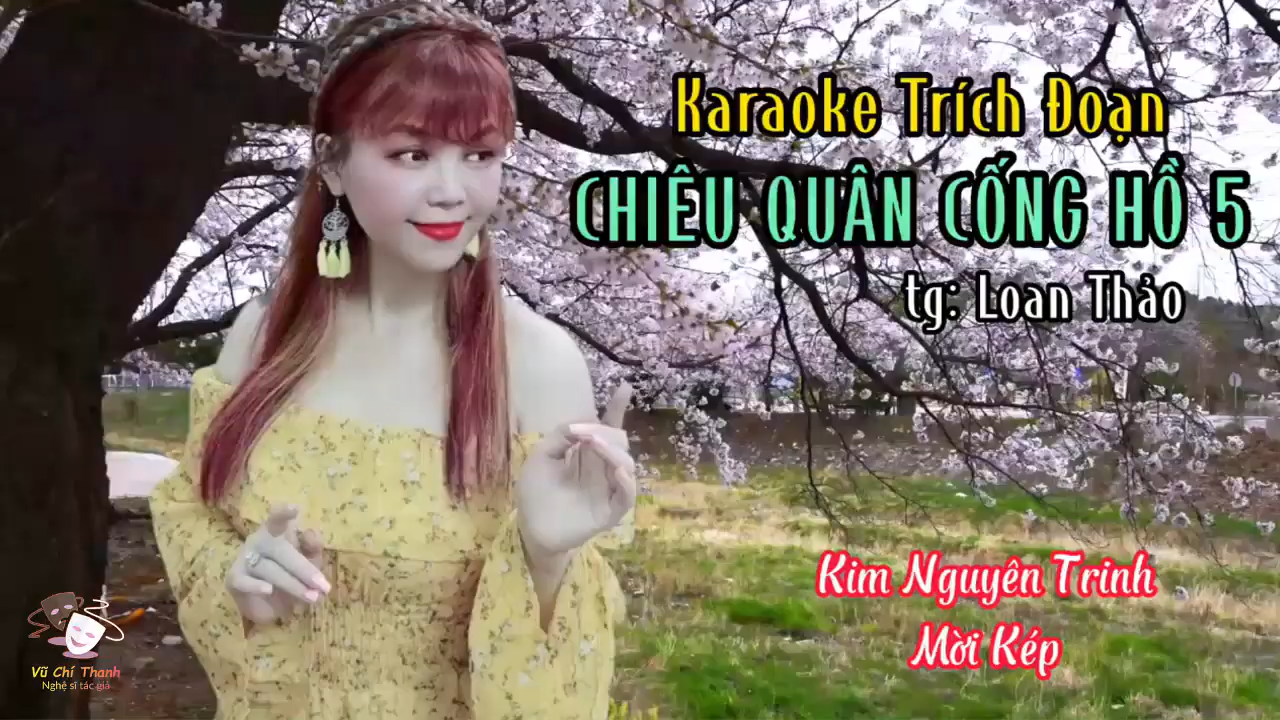 Karaoke Trích Đoạn
CHIÊU QUÂN CỐNG HỒ 5
tg: Loan Thảo
Kim Nguyên Trinh
Mời Kép
Vũ Chí Thanh
Nghệ sĩ tác giả